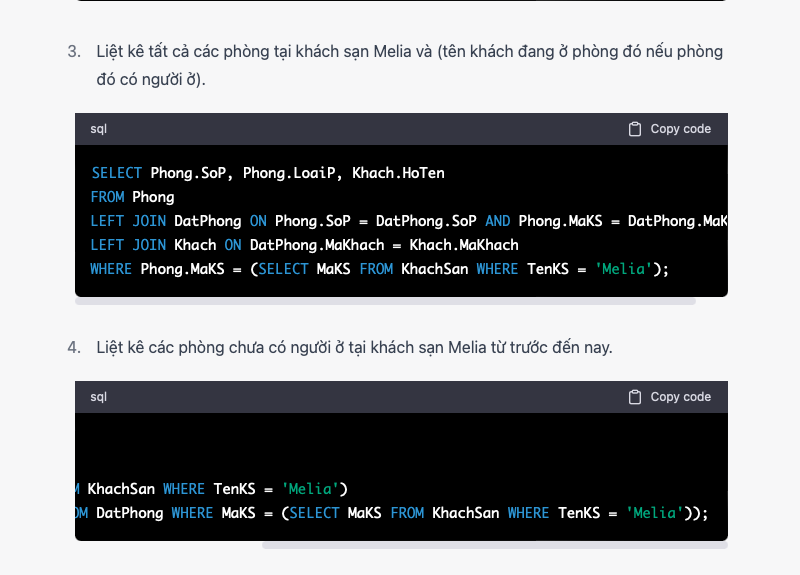 3. Liệt kê tất cả các phòng tại khách sạn Melia và (tên khách đang ở phòng đó nếu phòng
đó có người ở).
sql Copy code
SELECT Phong.SoP, Phong.LoaiP, Khach.HoTen
FROM Phong
LEFT JOIN DatPhong ON Phong.SoP = DatPhong.SoP AND Phong.MaKS = DatPhong.MaK
LEFT JOIN Khach ON DatPhong.MaKhach = Khach.MaKhach
WHERE Phong.MaKS = (SELECT MaKS FROM KhachSan WHERE TenKS = 'Melia');
4. Liệt kê các phòng chưa có người ở tại khách sạn Melia từ trước đến nay.
sql Copy code
M KhachSan WHERE TenKS = 'Melia')
OM DatPhong WHERE MaKS = (SELECT MaKS FROM KhachSan WHERE TenKS = 'Melia'));